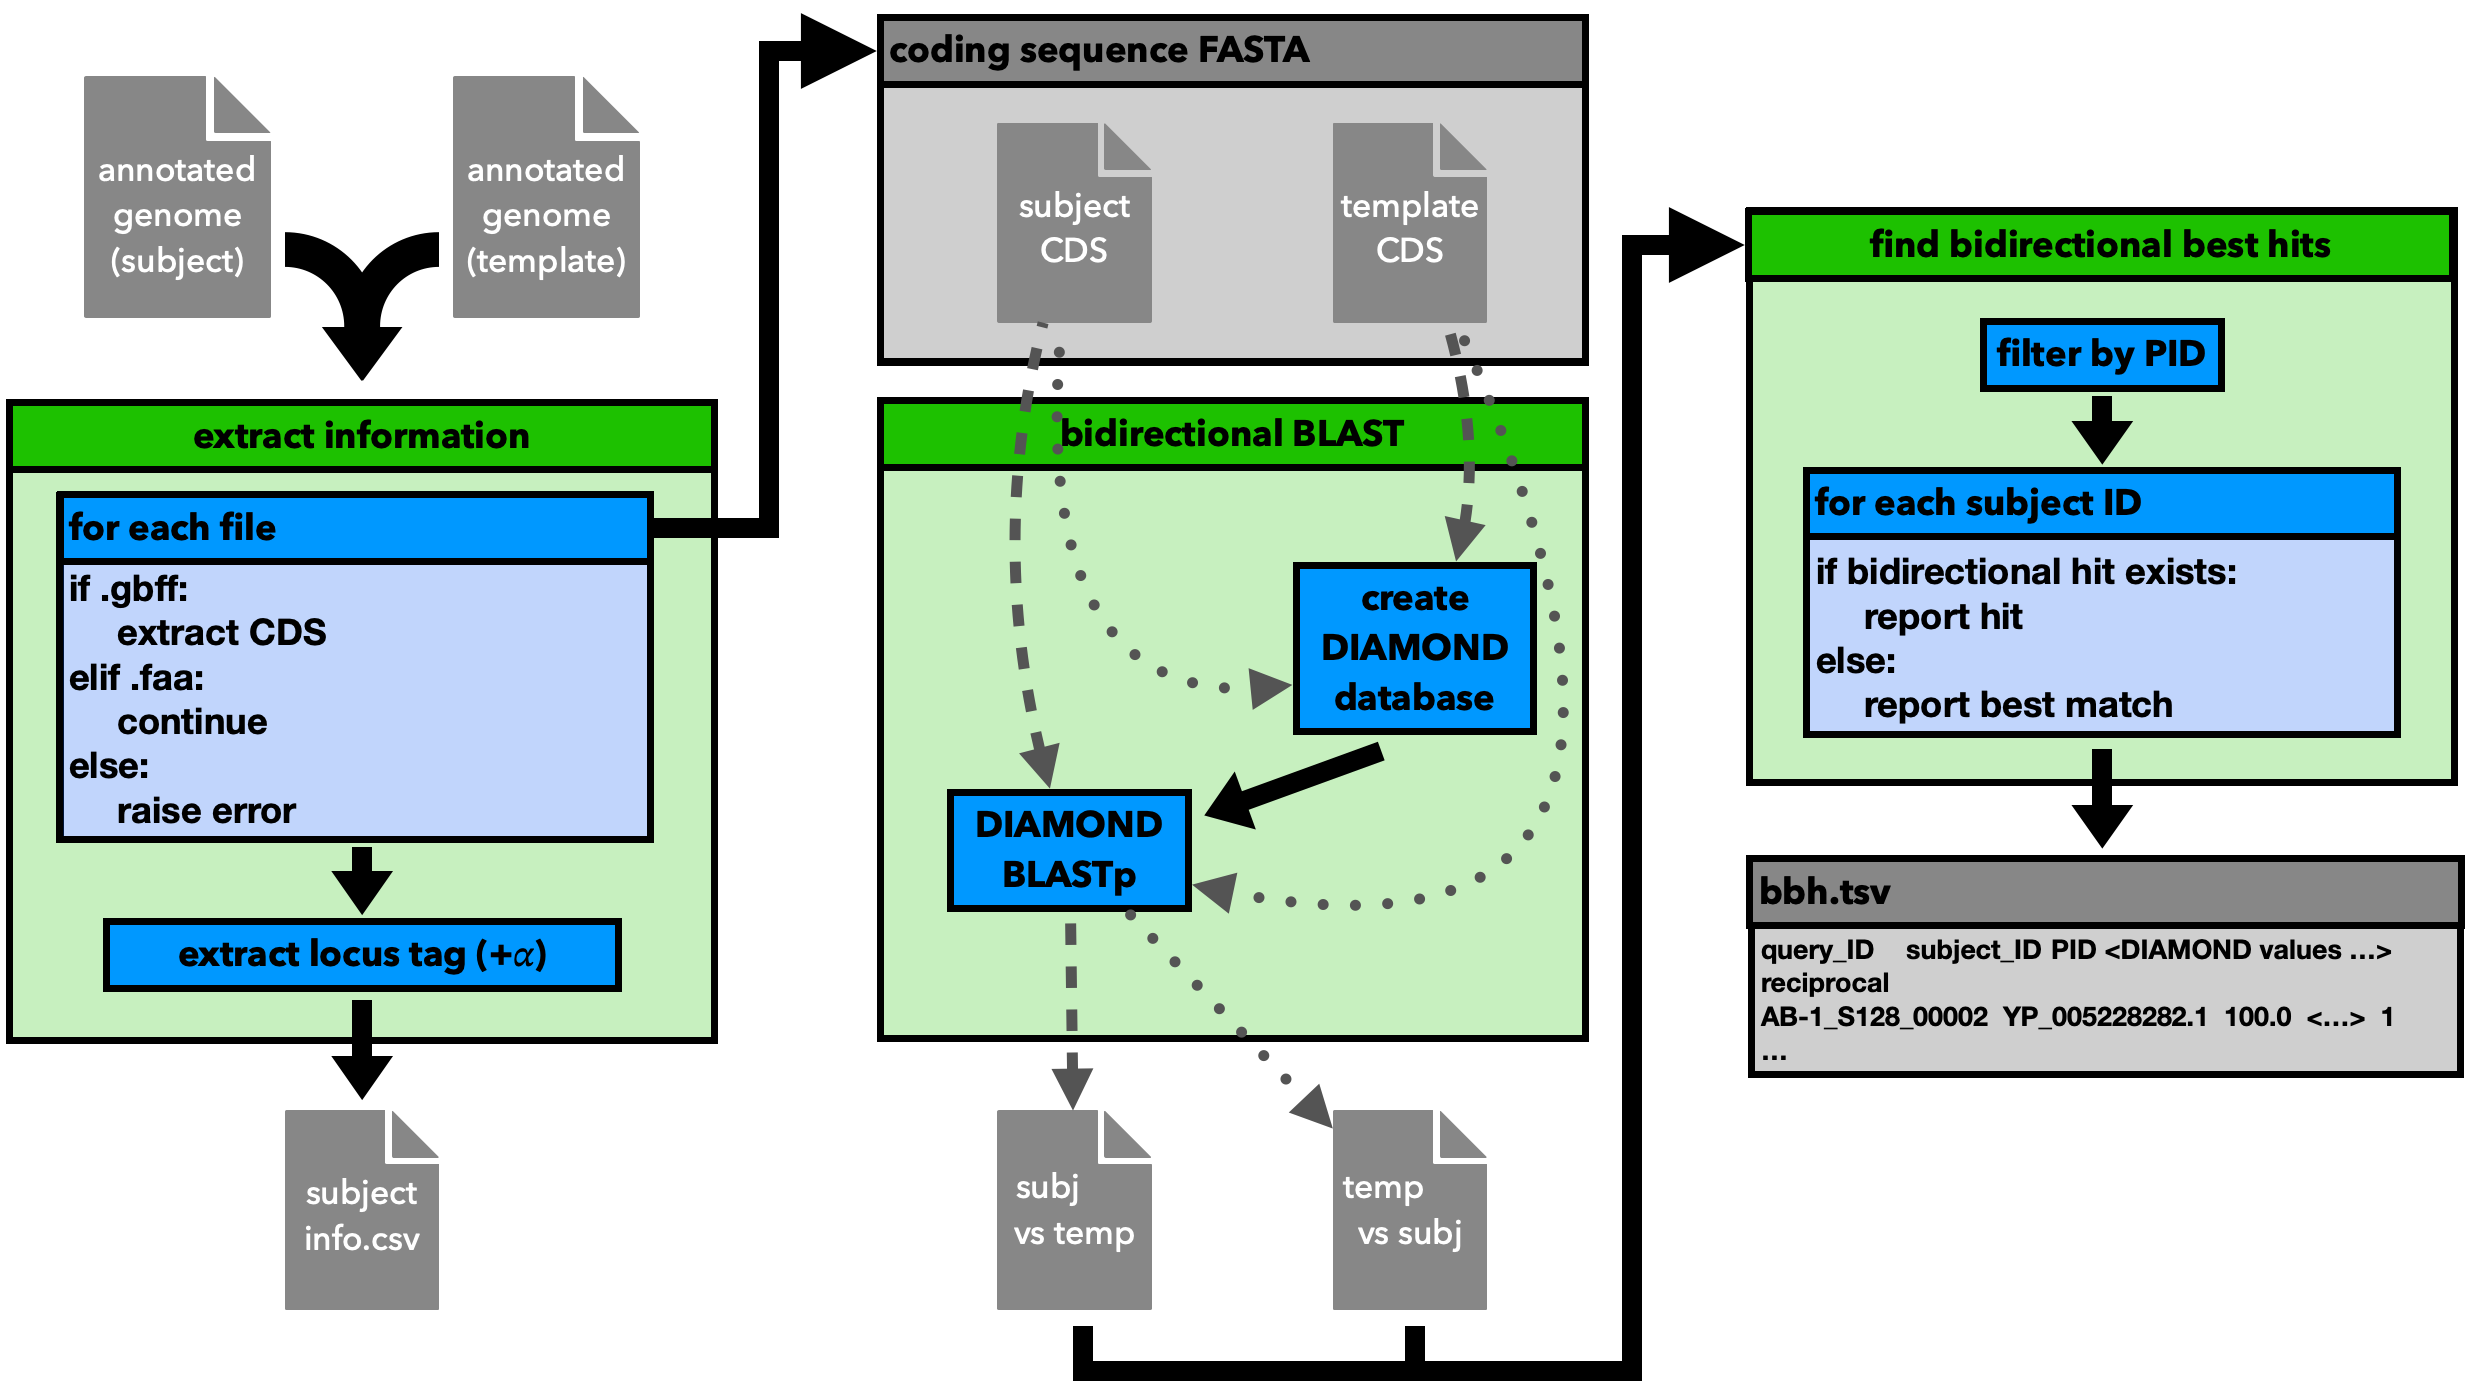 annotated
genome
(subject)
annotated
genome
(template)
extract information
for each file
if .gbff:
extract CDS
elif .faa:
continue
else:
raise error
extract locus tag (+α)
subject
info.csv
coding sequence FASTA
subject
CDS
template
CDS
bidirectional BLAST
create
DIAMOND
database
DIAMOND
BLASTp
subj
vs temp
temp
vs subj
find bidirectional best hits
filter by PID
for each subject ID
if bidirectional hit exists:
report hit
else:
report best match
bbh.tsv
query_ID subject_ID PID <DIAMOND values ...>
reciprocal
AB-1_S128_00002 YP_005228282.1 100.0 <...> 1
...